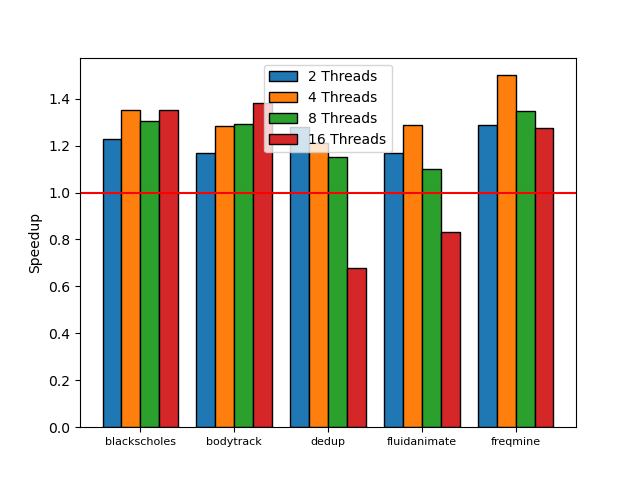 2 Threads
4 Threads
8 Threads
16 Threads
Speedup
1.4
1.2
1.0
0.8
0.6
0.4
0.2
0.0
blackscholes bodytrack dedup fluidanimate freqmine